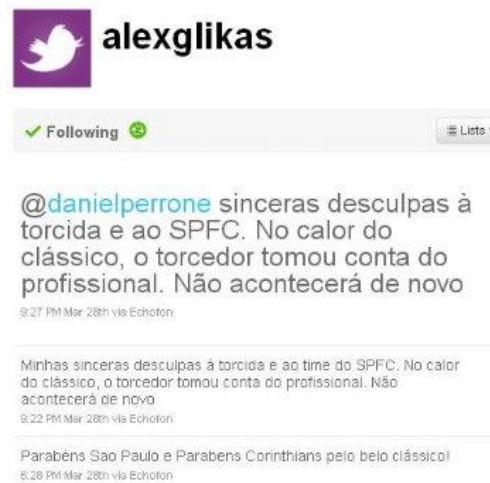 alexglikas
Following
Lists
@danielperrone sinceras desculpas à
torcida e ao SPFC. No calor do
clássico, o torcedor tomou conta do
profissional. Não acontecerá de novo
9:27 PM Mar 28th via Echofon
Minhas sinceras desculpas à torcida e ao time do SPFC. No calor
do clássico, o torcedor tomou conta do profissional. Não
acontecerá de novo
9:22 PM Mar 28th via Echofon
Parabéns Sao Paulo e Parabens Corinthians pelo belo clássico!
6:28 PM Mar 28th via Echofon